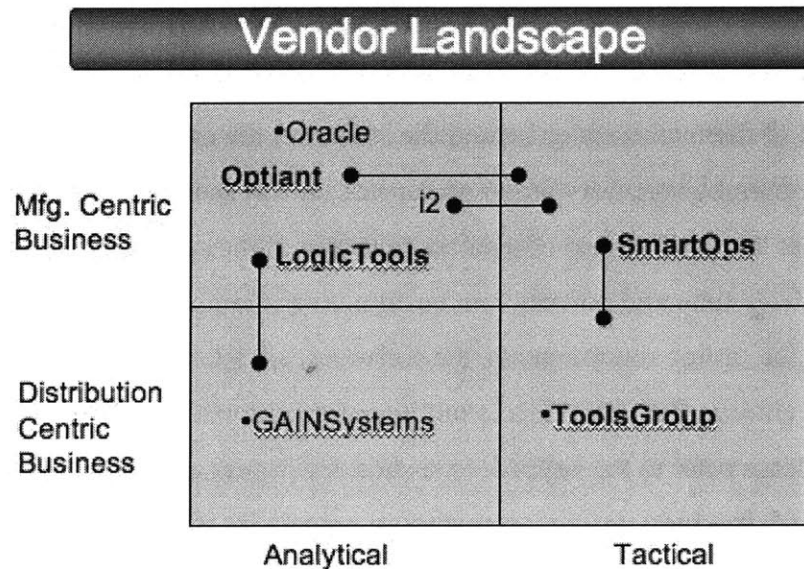 Vendor Landscape
•Oracle
Optiant
i2
Mfg. Centric
Business
LogicTools
SmartOps
Distribution
Centric
Business
•GAINSystems
•ToolsGroup
Analytical
Tactical